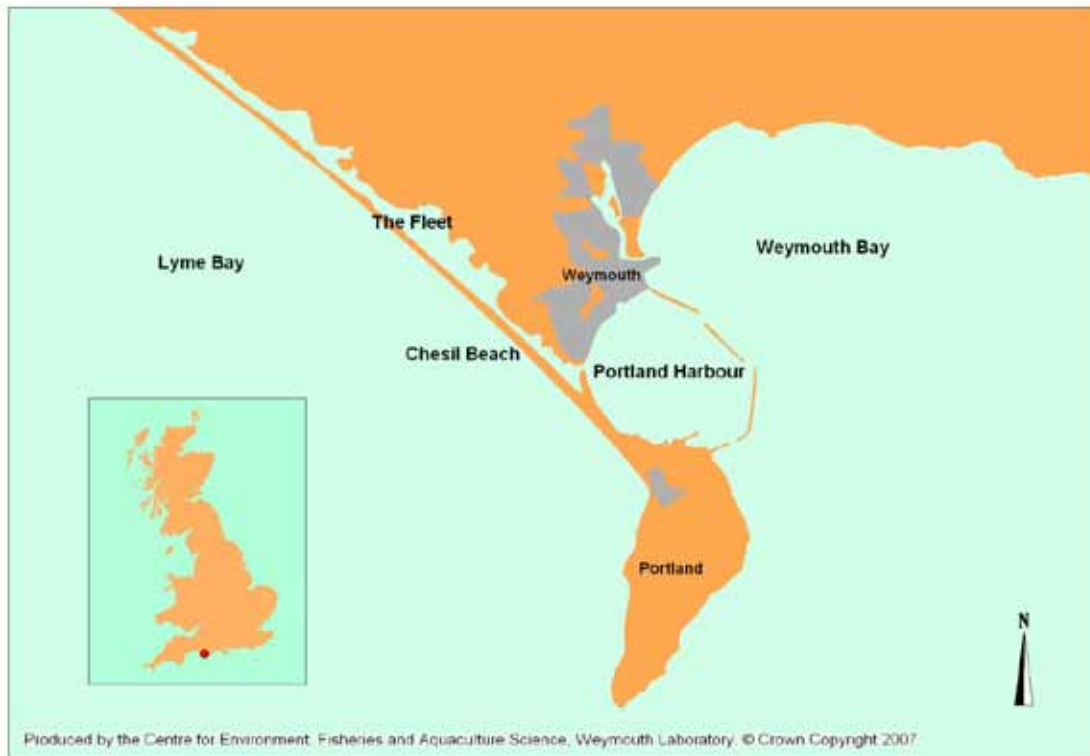 The Fleet
Lyme Bay
Weymouth Bay
Weymouth
Chesil Beach
Portland Harbour
Portland
N
Produced by the Centre for Environment Fisheries and Aquaculture Science, Weymouth Laboratory. © Crown Copyright 2007